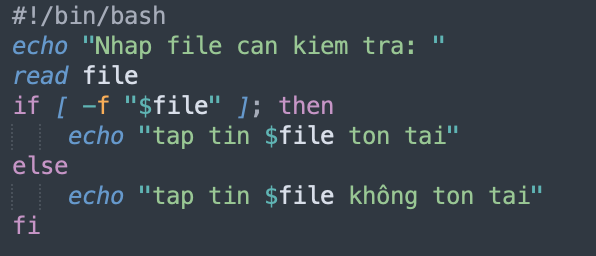 #!/bin/bash
echo "Nhap file can kiem tra: "
read file
if [ -f "$file" ]; then
    echo "tap tin $file ton tai"
else
    echo "tap tin $file không ton tai"
fi